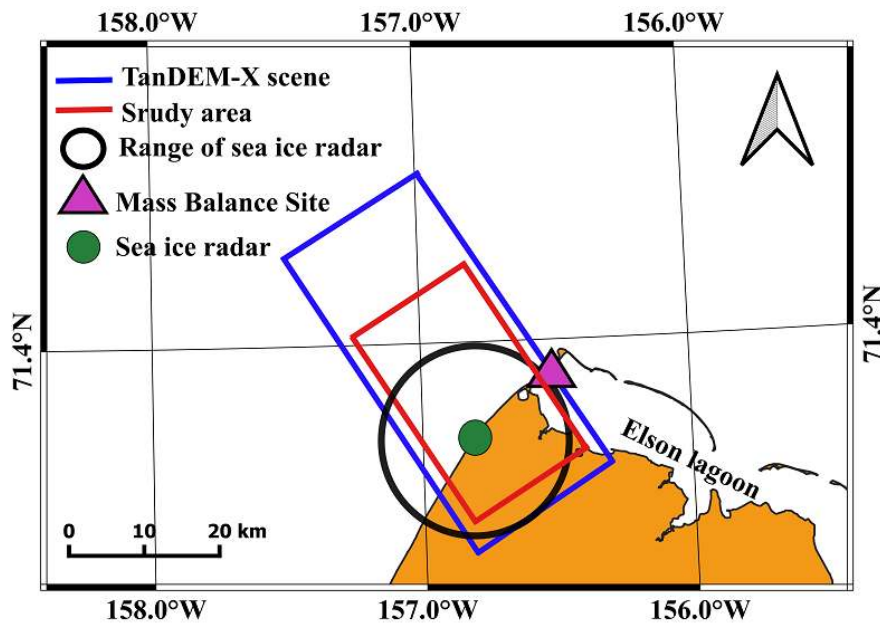 158.0°W 157.0°W 156.0°W
TanDEM-X scene
Srudy area
Range of sea ice radar
Mass Balance Site
Sea ice radar
71.4°N
71.4°N
Elson lagoon
0 10 20 km
158.0°W 157.0°W 156.0°W